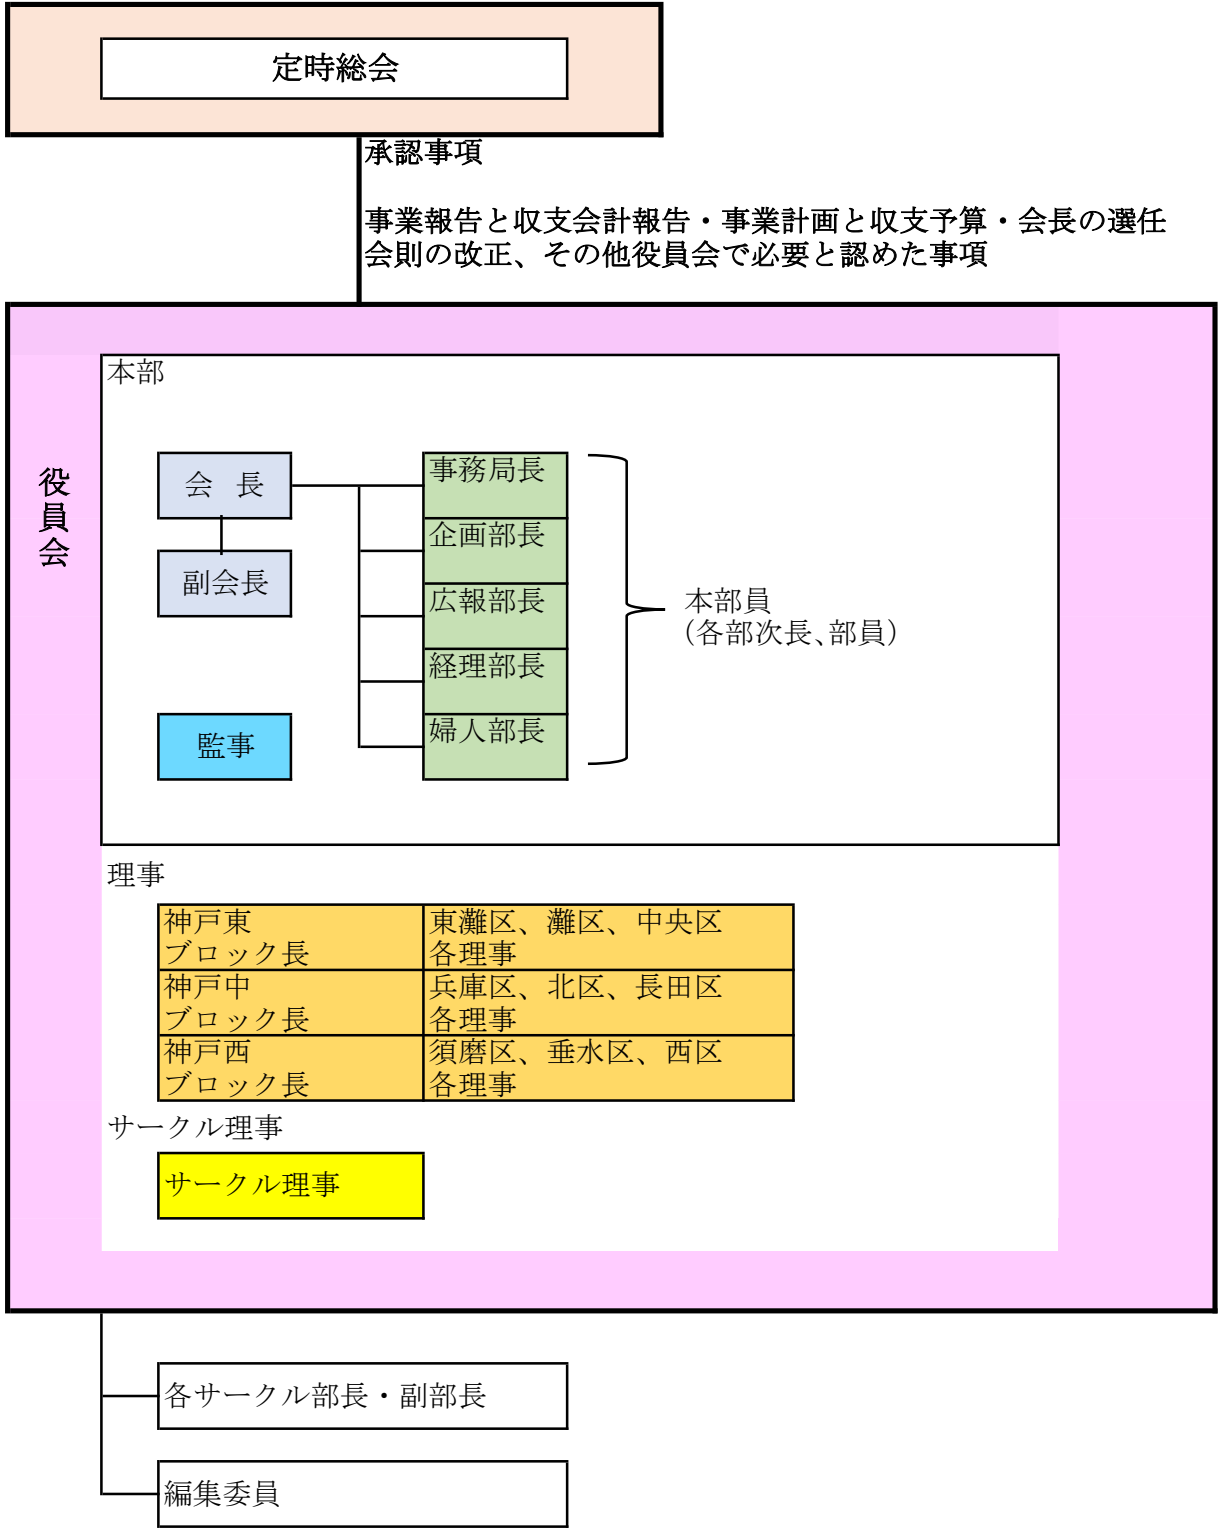 定時総会
承認事項
事業報告と収支会計報告・事業計画と収支予算・会長の選任
会則の改正、その他役員会で必要と認めた事項
役員会
本部
会　長
副会長
監事
事務局長
企画部長
広報部長
経理部長
婦人部長
本部員
（各部次長、部員）
理事
神戸東
ブロック長
東灘区、灘区、中央区
各理事
神戸中
ブロック長
兵庫区、北区、長田区
各理事
神戸西
ブロック長
須磨区、垂水区、西区
各理事
サークル理事
サークル理事
各サークル部長・副部長
編集委員